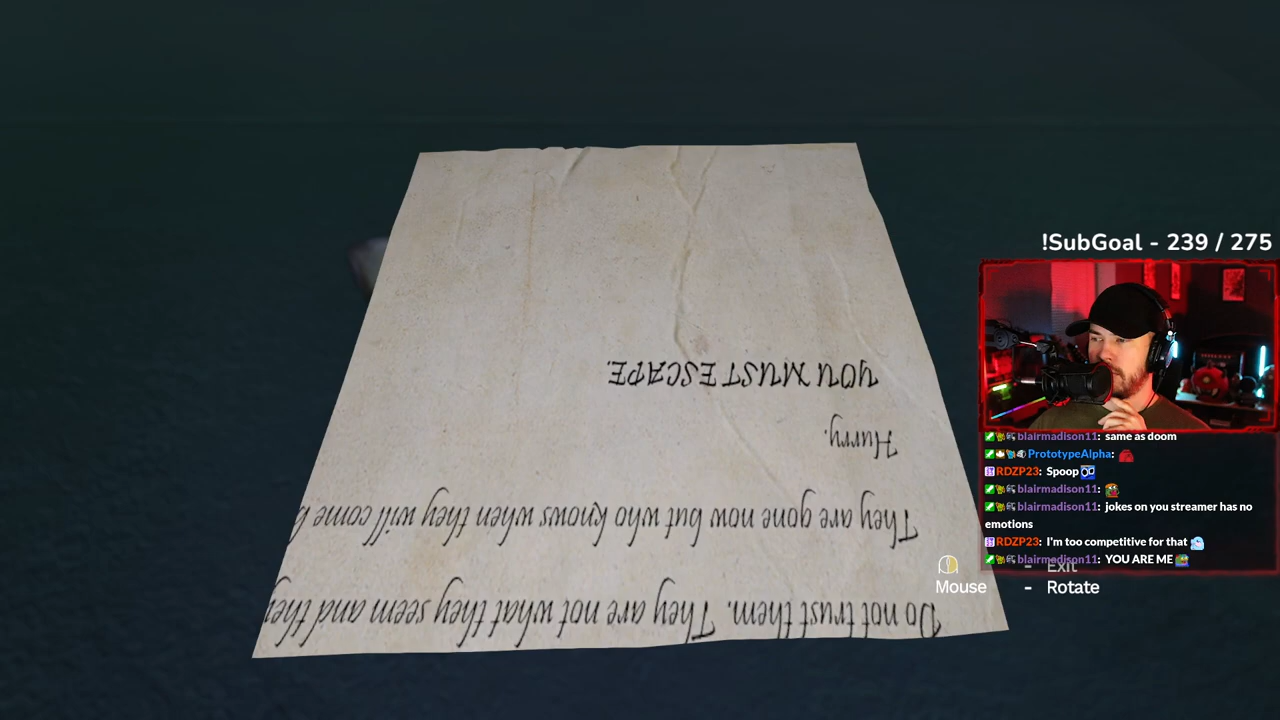 Do not trust them. They are not what they seem and they
They are gone now but who knows when they will come
Hurry.
YOU MUST ESCAPE.
!SubGoal - 239 / 275
blairmadison11: same as doom
PrototypeAlpha:
RDZP23: Spoop
blairmadison11:
blairmadison11: jokes on you streamer has no
emotions
RDZP23: I'm too competitive for that
blairmadison11: YOU ARE ME
- Exit
Mouse - Rotate